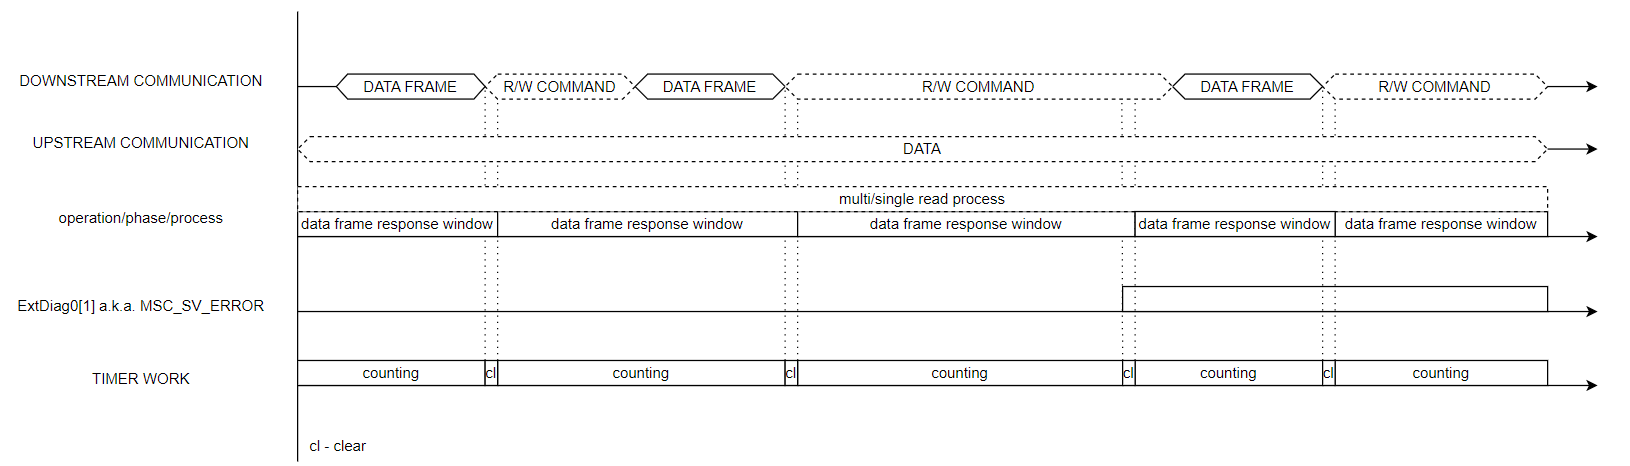 DOWNSTREAM COMMUNICATION
DATA FRAME
R/W COMMAND
DATA FRAME
R/W COMMAND
DATA FRAME
R/W COMMAND
UPSTREAM COMMUNICATION
DATA
multi/single read process
operation/phase/process
data frame response window
data frame response window
data frame response window
data frame response window
data frame response window
ExtDiag0[1] a.k.a. MSC_SV_ERROR
TIMER WORK
counting
cl
counting
cl
counting
cl
counting
cl
counting
cl - clear